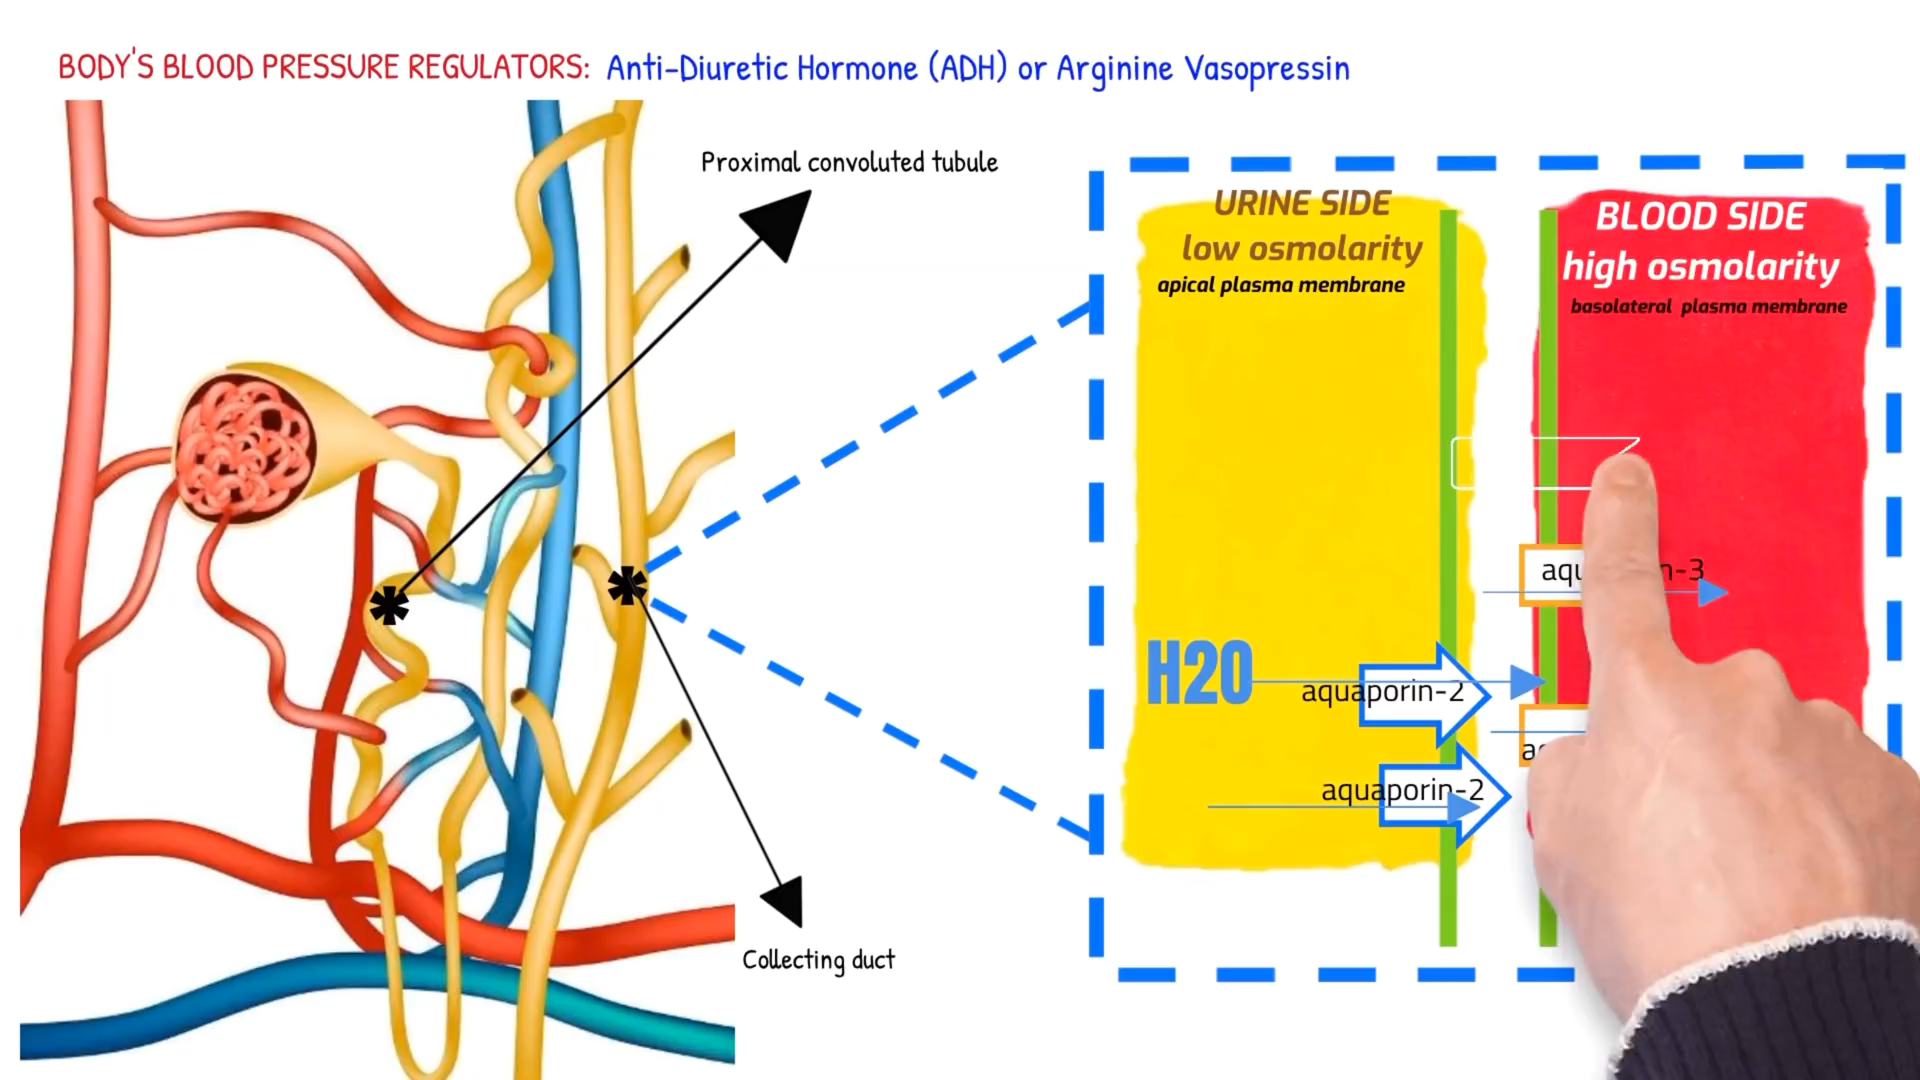 BODY'S BLOOD PRESSURE REGULATORS: Anti-Diuretic Hormone (ADH) or Arginine Vasopressin
Proximal convoluted tubule
URINE SIDE
low osmolarity
apical plasma membrane
BLOOD SIDE
high osmolarity
basolateral plasma membrane
H20
aquaporin-2
aquaporin-2
Collecting duct